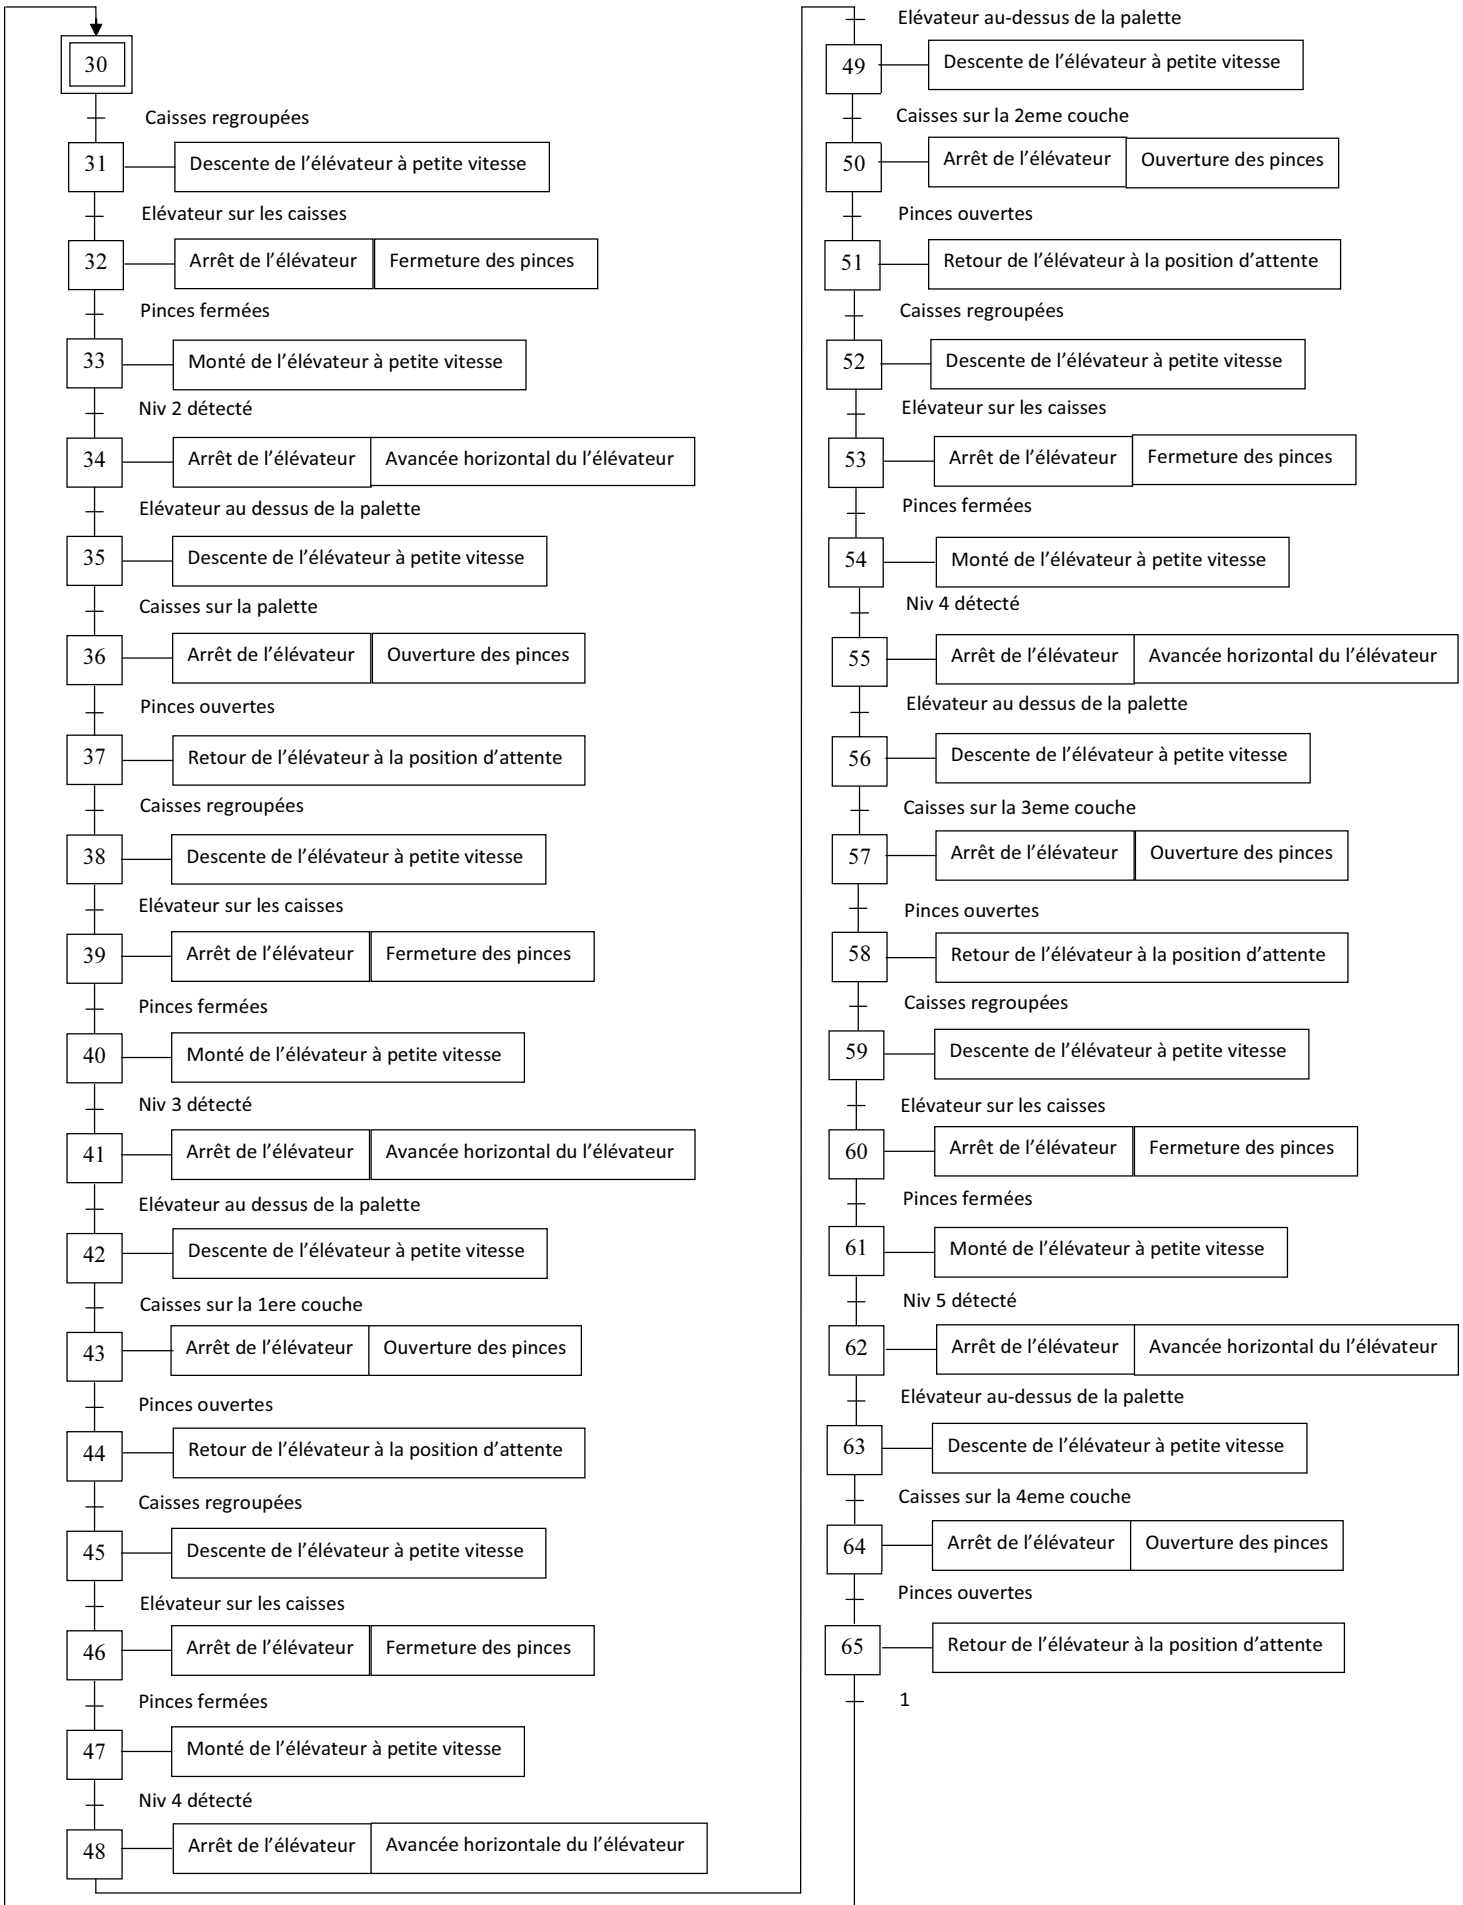 30
Caisses regroupées
31 Descente de l'élévateur à petite vitesse
Elévateur sur les caisses
32 Arrêt de l'élévateur Fermeture des pinces
Pinces fermées
33 Monté de l'élévateur à petite vitesse
Niv 2 détecté
34 Arrêt de l'élévateur Avancée horizontal du l'élévateur
Elévateur au dessus de la palette
35 Descente de l'élévateur à petite vitesse
Caisses sur la palette
36 Arrêt de l'élévateur Ouverture des pinces
Pinces ouvertes
37 Retour de l'élévateur à la position d'attente
Caisses regroupées
38 Descente de l'élévateur à petite vitesse
Elévateur sur les caisses
39 Arrêt de l'élévateur Fermeture des pinces
Pinces fermées
40 Monté de l'élévateur à petite vitesse
Niv 3 détecté
41 Arrêt de l'élévateur Avancée horizontal du l'élévateur
Elévateur au dessus de la palette
42 Descente de l'élévateur à petite vitesse
Caisses sur la 1ere couche
43 Arrêt de l'élévateur Ouverture des pinces
Pinces ouvertes
44 Retour de l'élévateur à la position d'attente
Caisses regroupées
45 Descente de l'élévateur à petite vitesse
Elévateur sur les caisses
46 Arrêt de l'élévateur Fermeture des pinces
Pinces fermées
47 Monté de l'élévateur à petite vitesse
Niv 4 détecté
48 Arrêt de l'élévateur Avancée horizontale du l'élévateur
Elévateur au-dessus de la palette
49 Descente de l'élévateur à petite vitesse
Caisses sur la 2eme couche
50 Arrêt de l'élévateur Ouverture des pinces
Pinces ouvertes
51 Retour de l'élévateur à la position d'attente
Caisses regroupées
52 Descente de l'élévateur à petite vitesse
Elévateur sur les caisses
53 Arrêt de l'élévateur Fermeture des pinces
Pinces fermées
54 Monté de l'élévateur à petite vitesse
Niv 4 détecté
55 Arrêt de l'élévateur Avancée horizontal du l'élévateur
Elévateur au dessus de la palette
56 Descente de l'élévateur à petite vitesse
Caisses sur la 3eme couche
57 Arrêt de l'élévateur Ouverture des pinces
Pinces ouvertes
58 Retour de l'élévateur à la position d'attente
Caisses regroupées
59 Descente de l'élévateur à petite vitesse
Elévateur sur les caisses
60 Arrêt de l'élévateur Fermeture des pinces
Pinces fermées
61 Monté de l'élévateur à petite vitesse
Niv 5 détecté
62 Arrêt de l'élévateur Avancée horizontal du l'élévateur
Elévateur au-dessus de la palette
63 Descente de l'élévateur à petite vitesse
Caisses sur la 4eme couche
64 Arrêt de l'élévateur Ouverture des pinces
Pinces ouvertes
65 Retour de l'élévateur à la position d'attente
1